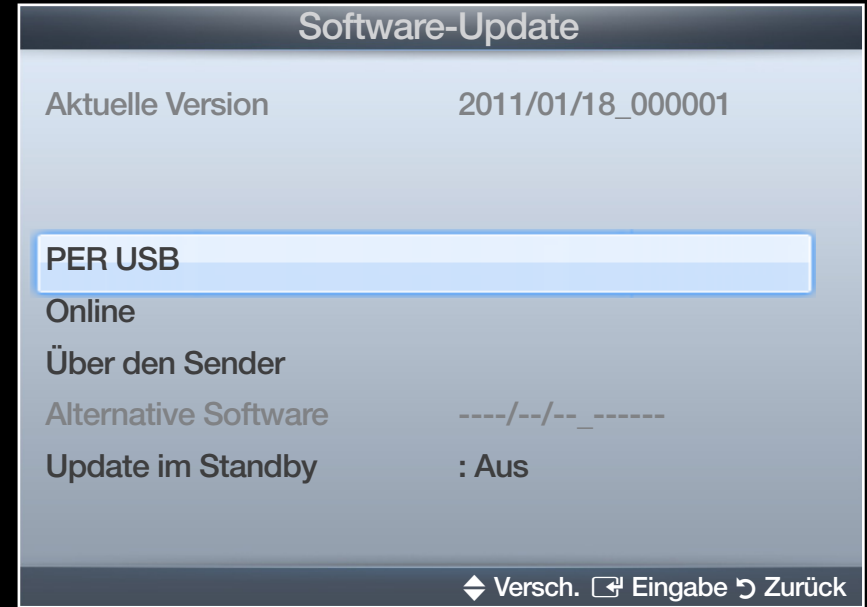 Software-Update
Aktuelle Version 2011/01/18_000001
PER USB
Online
Über den Sender
Alternative Software ----/--/--_------
Update im Standby : Aus
Versch. Eingabe Zurück